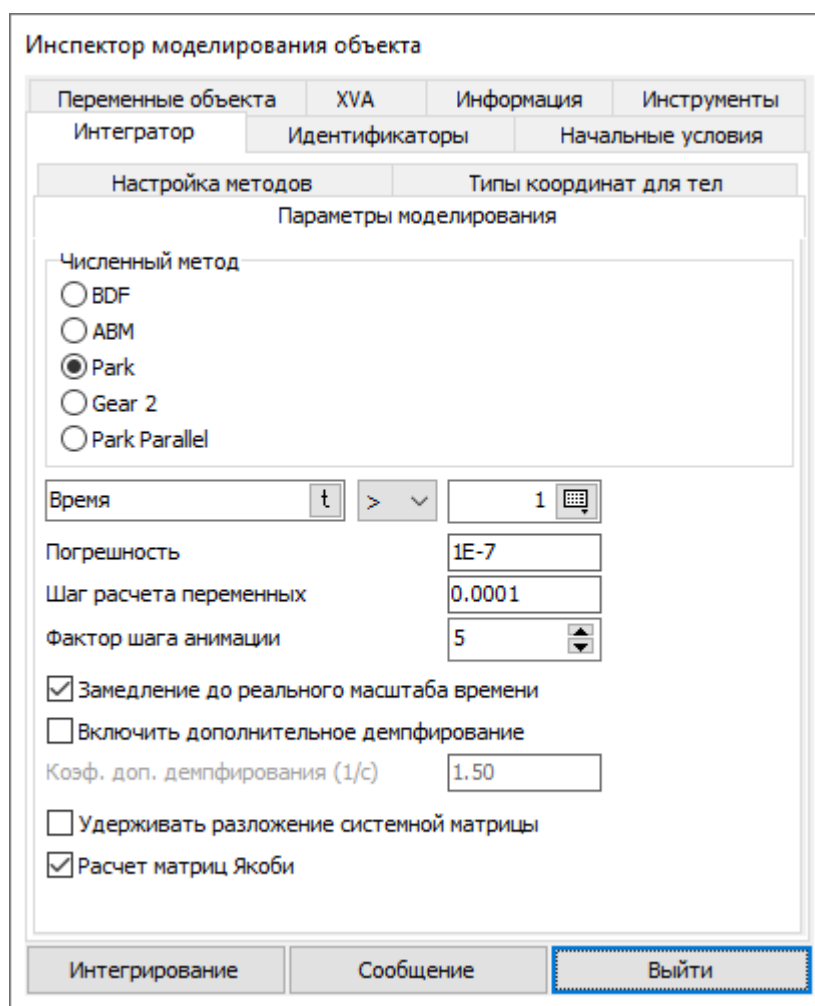 Инспектор моделирования объекта
Переменные объекта XVA Информация Инструменты
Интегратор Идентификаторы Начальные условия
Настройка методов Типы координат для тел
Параметры моделирования
Численный метод
BDF
ABM
Park
Gear 2
Park Parallel
Время t > 1
Погрешность 1E-7
Шаг расчета переменных 0.0001
Фактор шага анимации 5
Замедление до реального масштаба времени
Включить дополнительное демпфирование
Коэф. доп. демпфирования (1/с) 1.50
Удерживать разложение системной матрицы
Расчет матриц Якоби
Интегрирование Сообщение Выйти